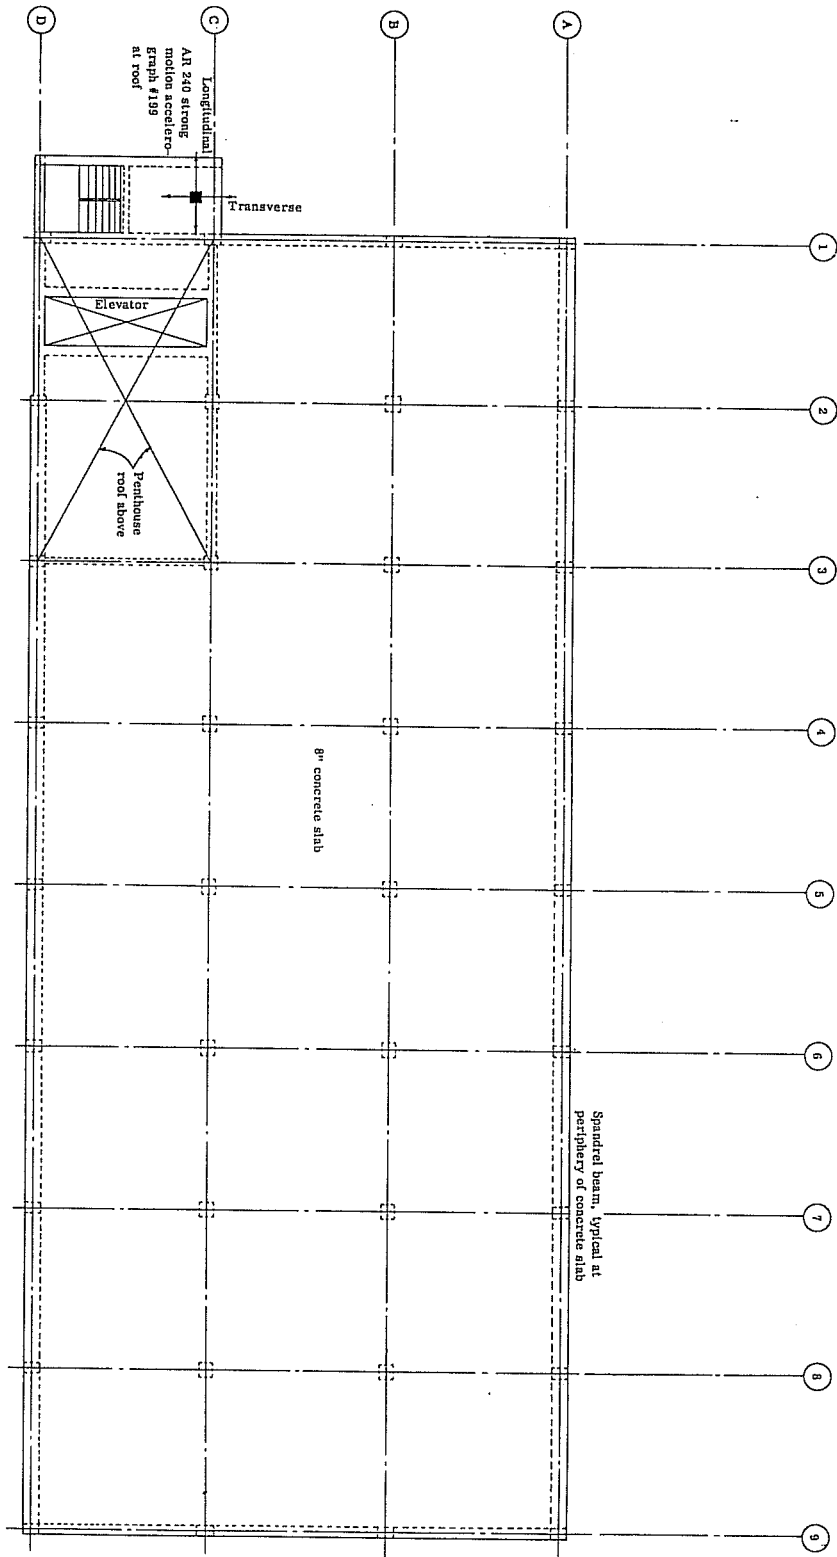 D
C
B
A
Longitudinal
AR 240 strong
motion accelero-
graph #199
at roof
Transverse
1
Elevator
2
Penthouse
roof above
3
4
8" concrete slab
5
6
Spandrel beam, typical at
periphery of concrete slab
7
8
9